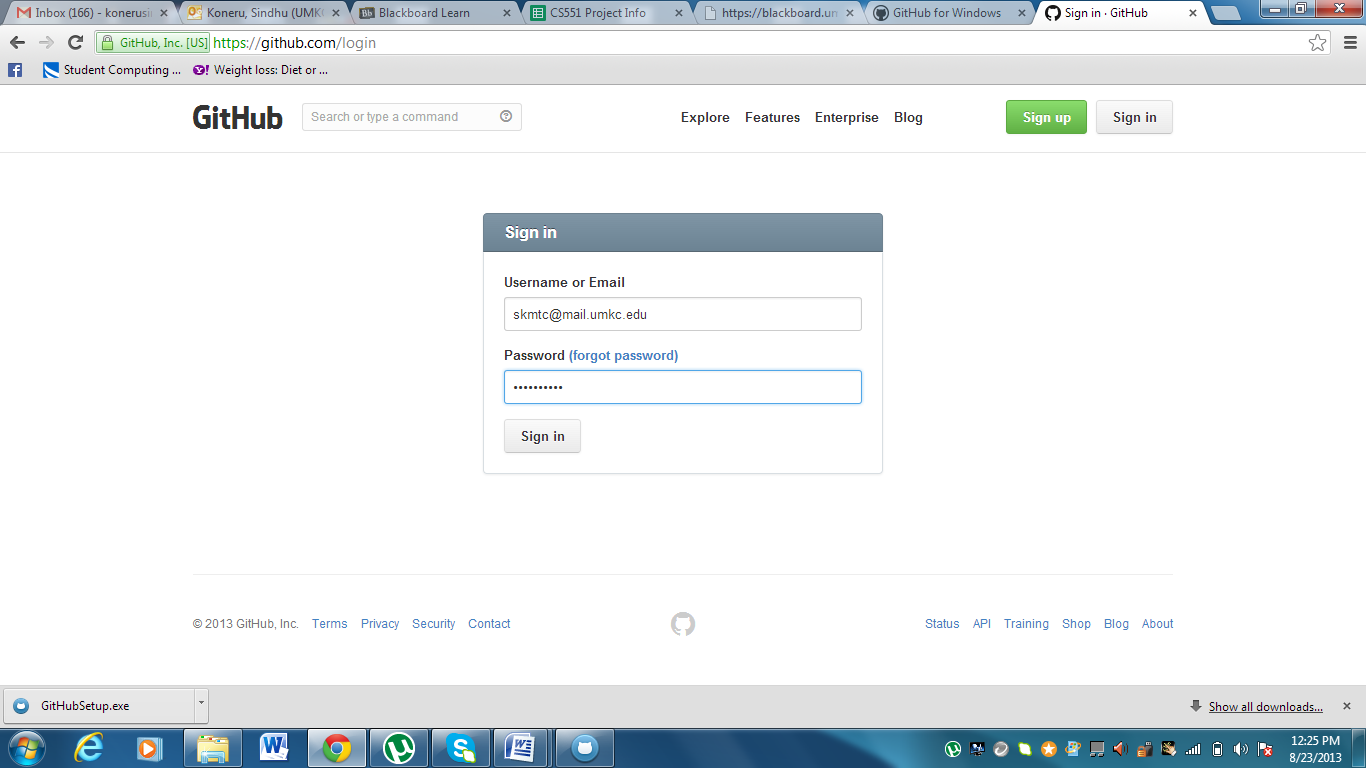 Inbox (166) - konerusin
Koneru, Sindhu (UMKC
Blackboard Learn
CS551 Project Info
https://blackboard.um
GitHub for Windows
Sign in · GitHub
GitHub, Inc. [US] https://github.com/login
Student Computing ...
Weight loss: Diet or ...
GitHub
Search or type a command
Explore
Features
Enterprise
Blog
Sign up
Sign in
Sign in
Username or Email
skmtc@mail.umkc.edu
Password (forgot password)
••••••••••
Sign in
© 2013 GitHub, Inc.
Terms
Privacy
Security
Contact
Status
API
Training
Shop
Blog
About
GitHubSetup.exe
Show all downloads...
12:25 PM
8/23/2013